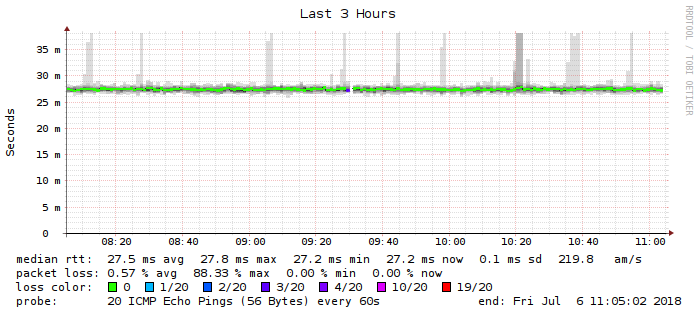 Last 3 Hours
RRDTOOL / TOBI OETIKER
Seconds
35 m
30 m
25 m
20 m
15 m
10 m
5 m
0
08:20 08:40 09:00 09:20 09:40 10:00 10:20 10:40 11:00
median rtt: 27.5 ms avg 27.8 ms max 27.2 ms min 27.2 ms now 0.1 ms sd 219.8 am/s
packet loss: 0.57 % avg 88.33 % max 0.00 % min 0.00 % now
loss color: 0 1/20 2/20 3/20 4/20 10/20 19/20
probe: 20 ICMP Echo Pings (56 Bytes) every 60s end: Fri Jul 6 11:05:02 2018